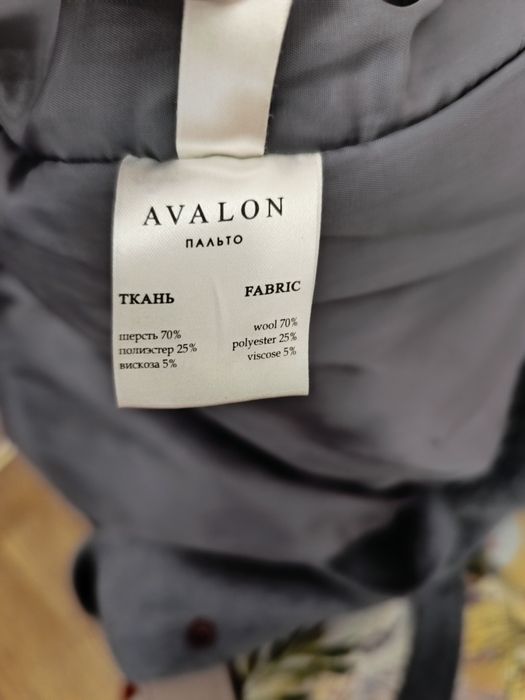 AVALON
ПАЛЬТО
ТКАНЬ
шерсть 70%
полиэстер 25%
вискоза 5%
FABRIC
wool 70%
polyester 25%
viscose 5%